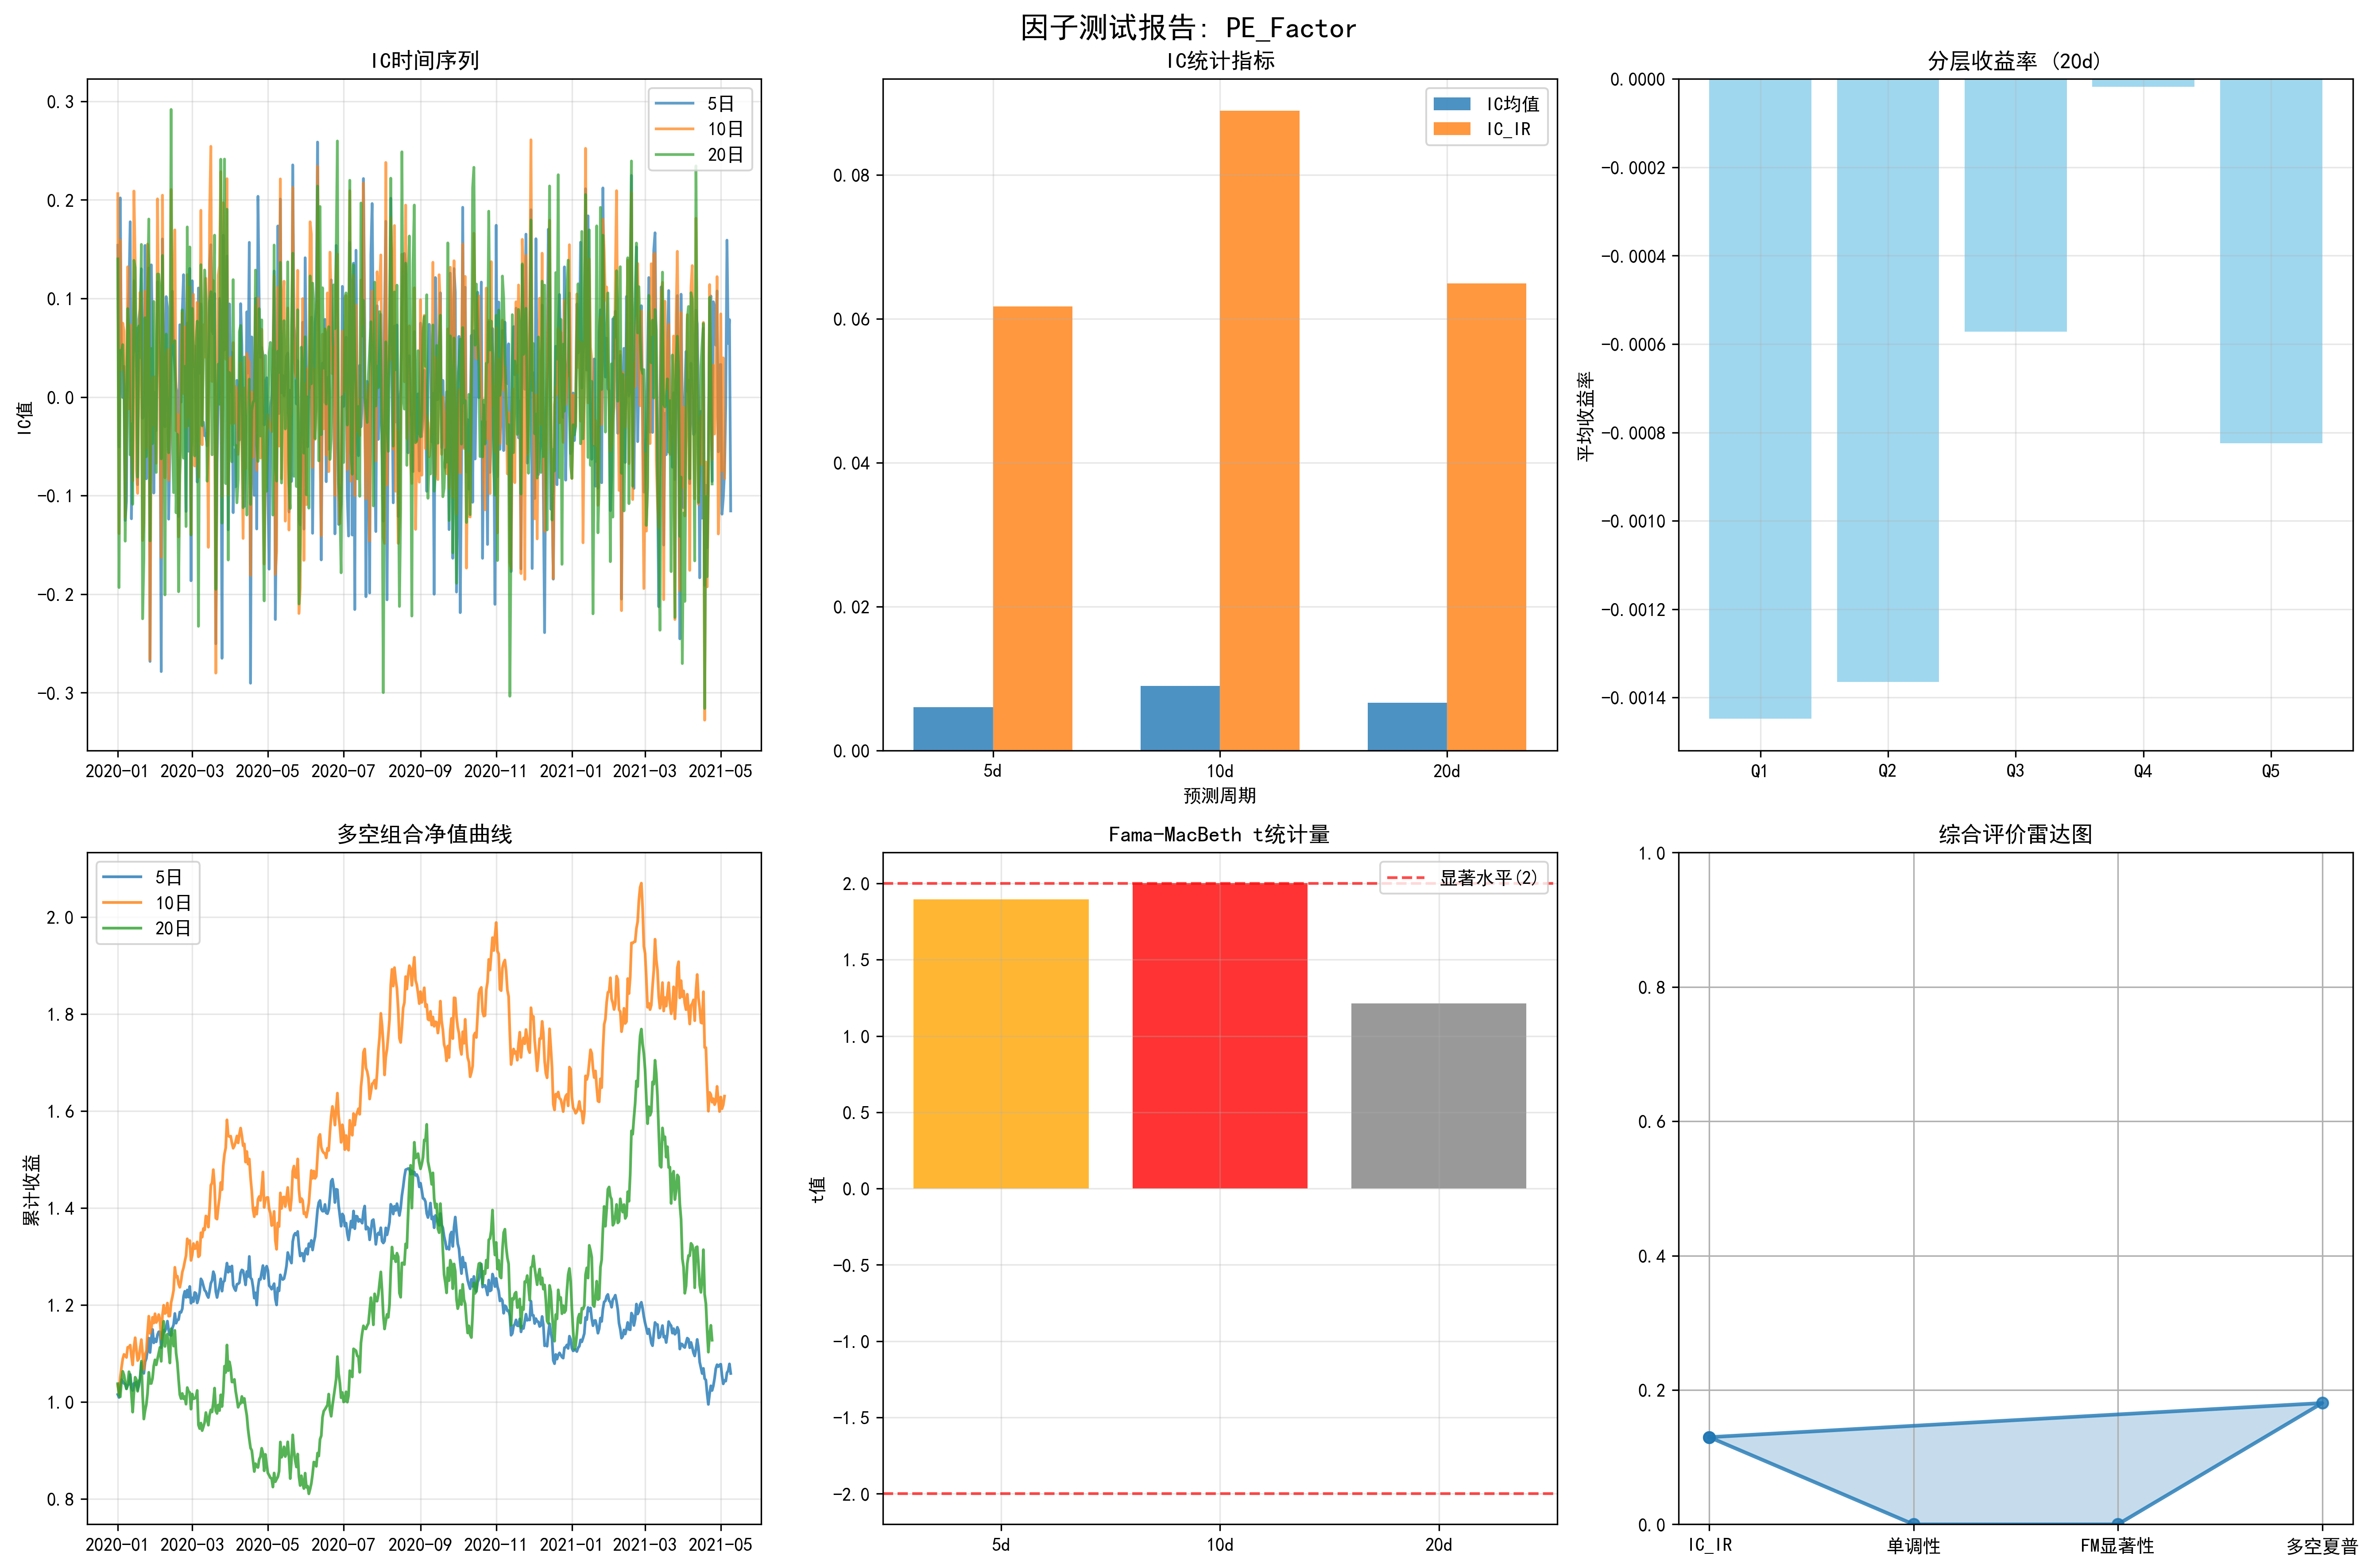 因子测试报告: PE_Factor
IC时间序列
IC值
0.3
0.2
0.1
0.0
-0.1
-0.2
-0.3
5日
10日
20日
2020-01 2020-03 2020-05 2020-07 2020-09 2020-11 2021-01 2021-03 2021-05
IC统计指标
0.08
0.06
0.04
0.02
0.00
IC均值
IC_IR
5d 10d 20d
预测周期
分层收益率 (20d)
平均收益率
0.0000
-0.0002
-0.0004
-0.0006
-0.0008
-0.0010
-0.0012
-0.0014
Q1 Q2 Q3 Q4 Q5
多空组合净值曲线
累计收益
2.0
1.8
1.6
1.4
1.2
1.0
0.8
5日
10日
20日
2020-01 2020-03 2020-05 2020-07 2020-09 2020-11 2021-01 2021-03 2021-05
Fama-MacBeth t统计量
t值
2.0
1.5
1.0
0.5
0.0
-0.5
-1.0
-1.5
-2.0
显著水平(2)
5d 10d 20d
综合评价雷达图
1.0
0.8
0.6
0.4
0.2
0.0
IC_IR 单调性 FM显著性 多空夏普